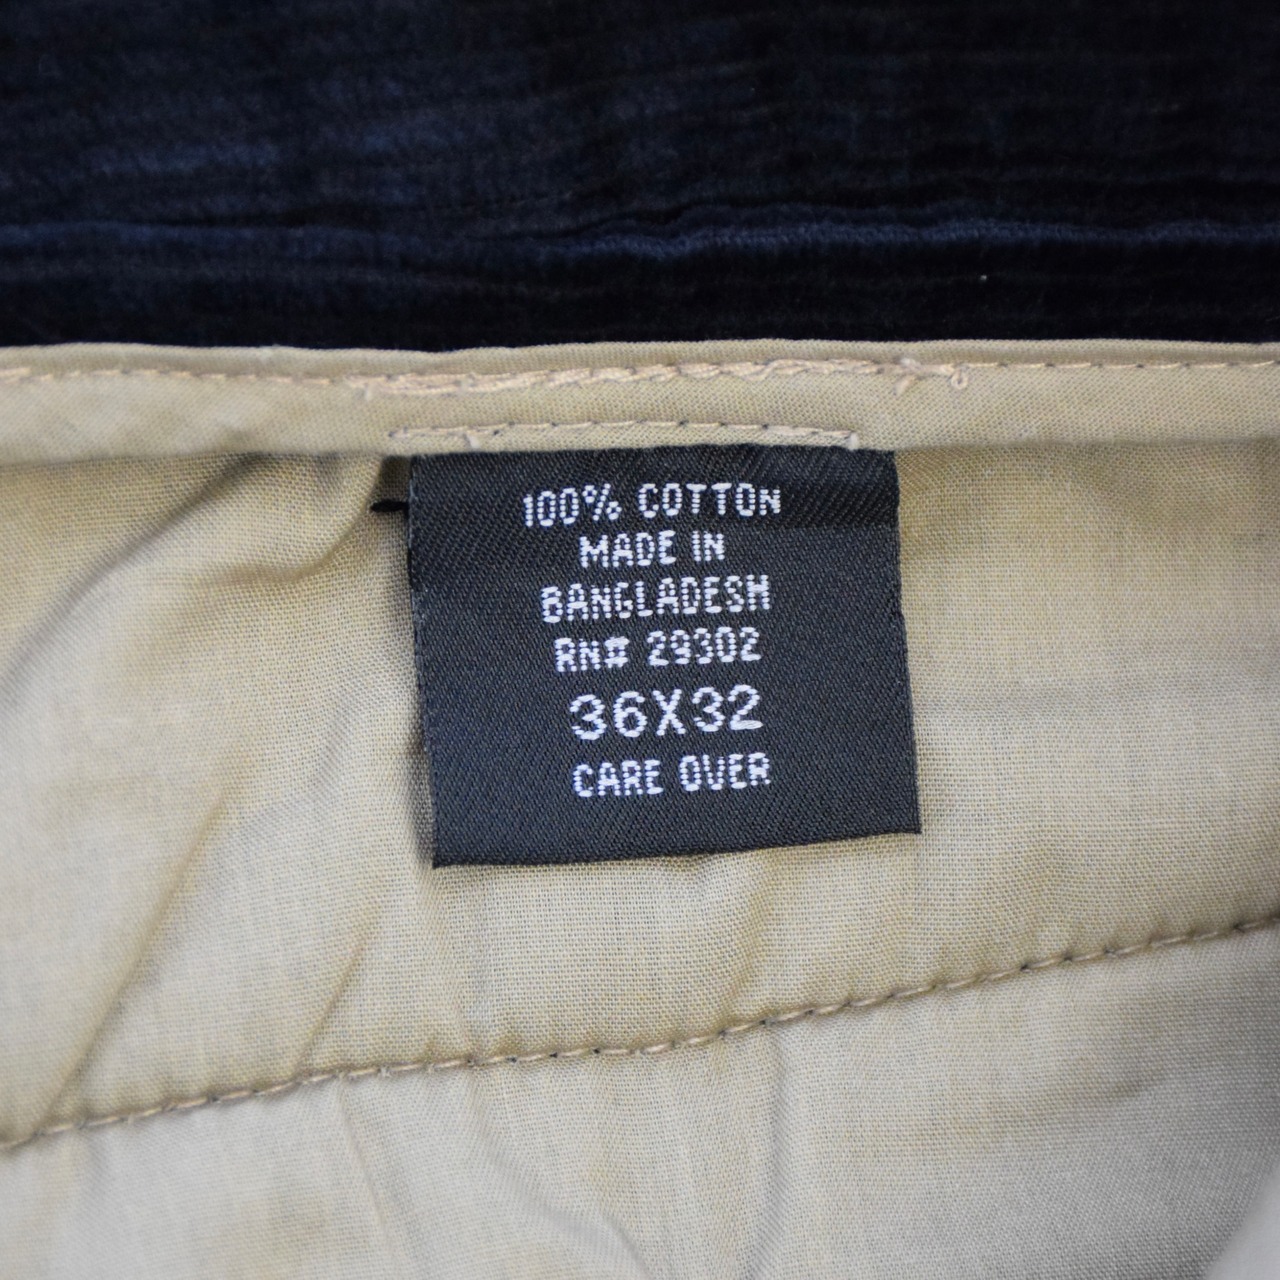 100% COTTON
MADE IN
BANGLADESH
RN# 29302
36X32
CARE OVER